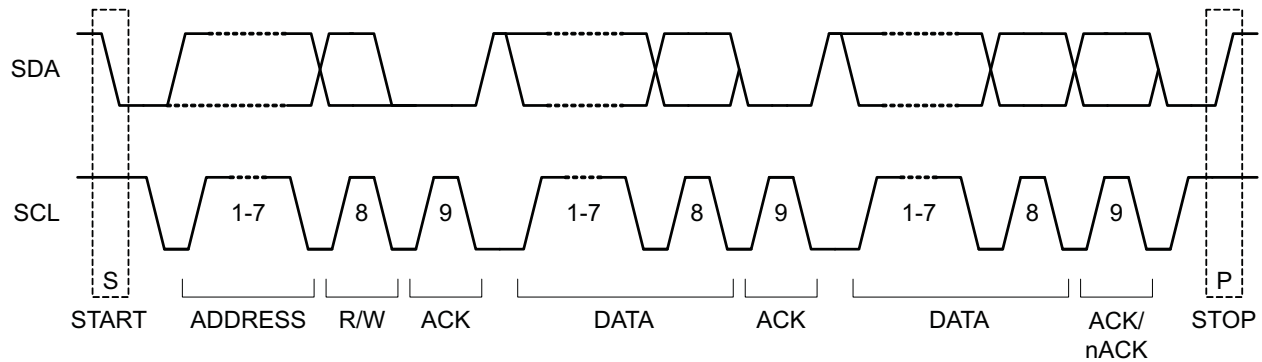 SDA
SCL
1-7
8
9
1-7
8
9
1-7
8
9
S
P
START
ADDRESS
R/W
ACK
DATA
ACK
DATA
ACK/
nACK
STOP